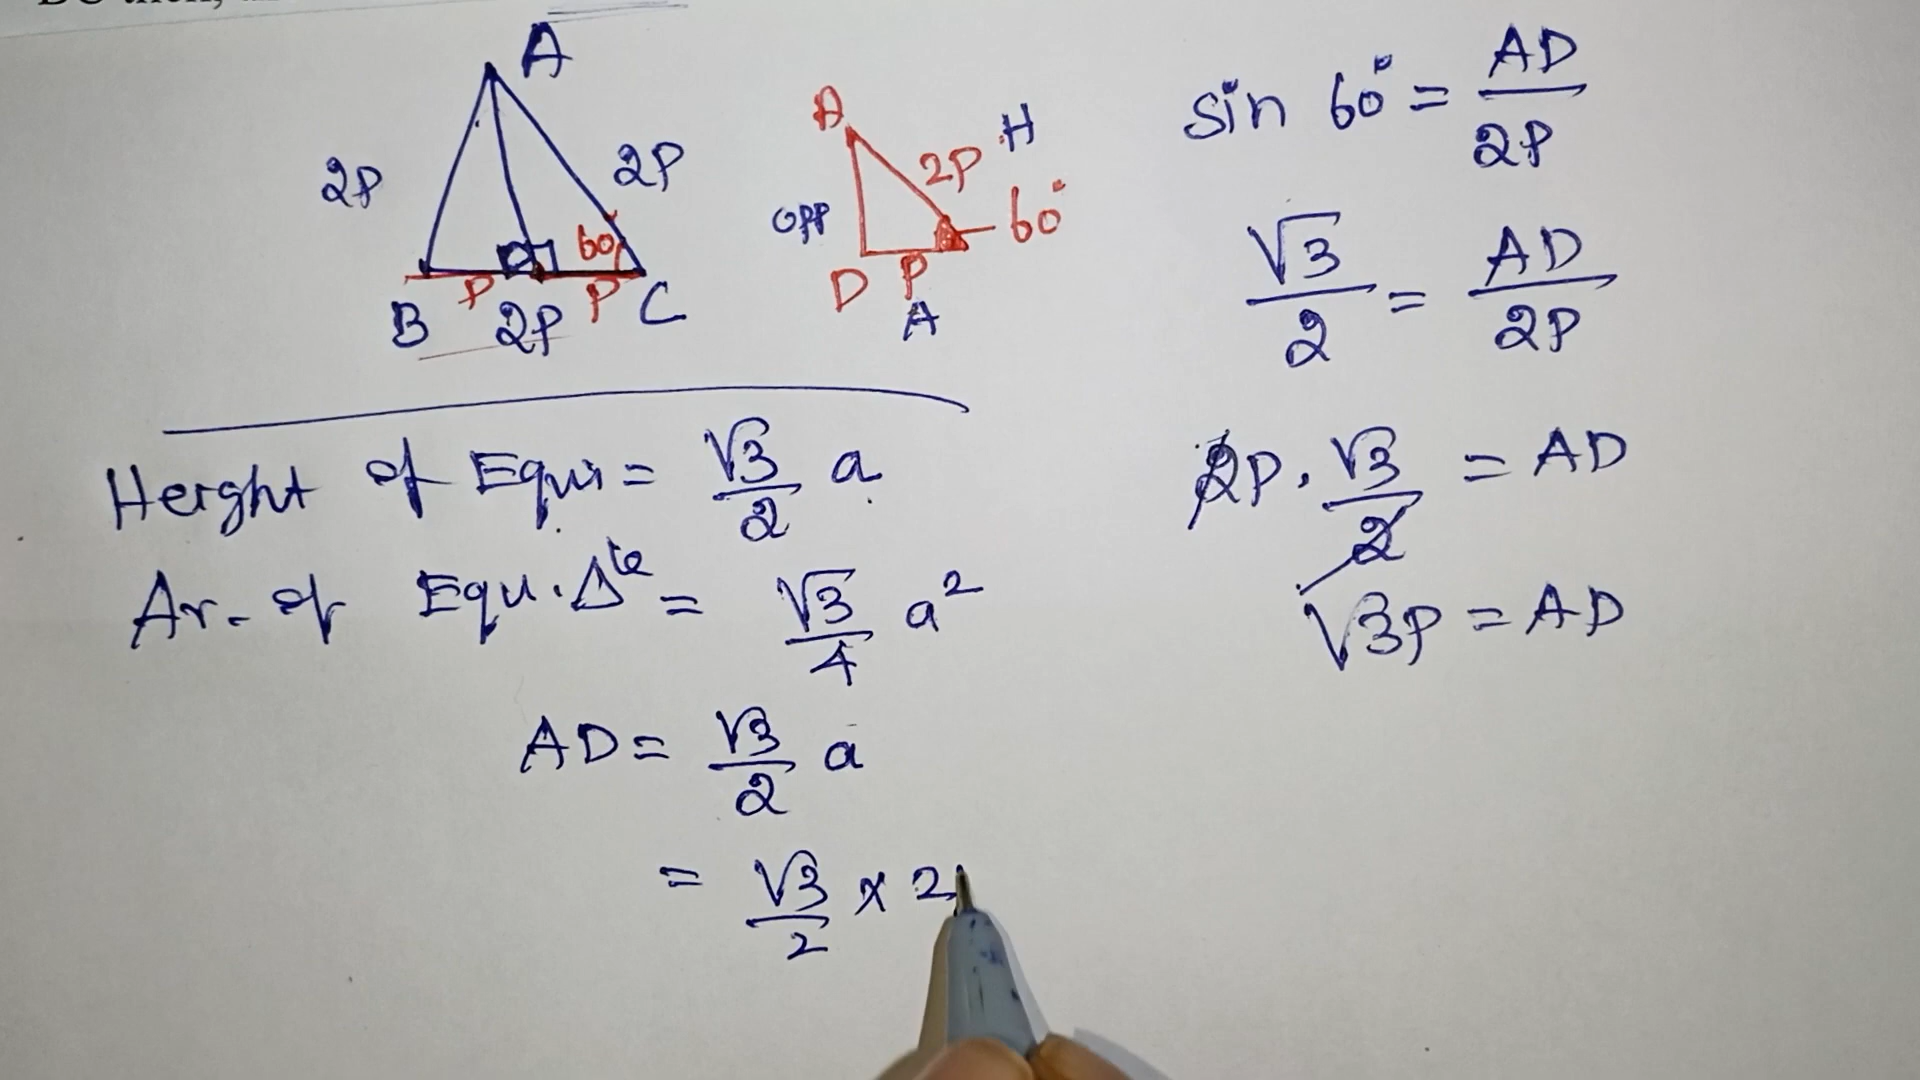 A
2P
2P
60
P
P
B
2P
C
A
2P
H
OPP
60°
D
P
A
sin 60° = AD/2P
√3/2 = AD/2P
2P . √3/2 = AD
√3P = AD
Height of Equi = √3/2 a
Ar. of Equ. Δle = √3/4 a²
AD = √3/2 a
= √3/2 × 2